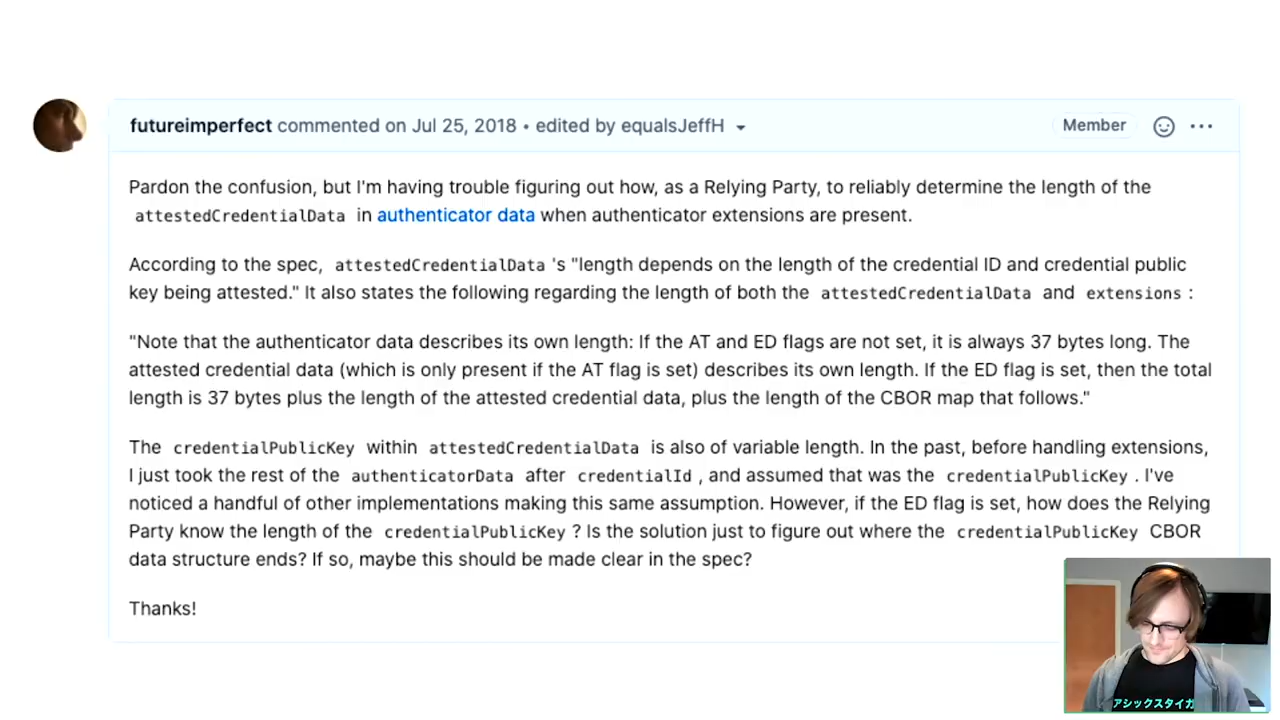 futureimperfect commented on Jul 25, 2018 • edited by equalsJeffH
Member
Pardon the confusion, but I'm having trouble figuring out how, as a Relying Party, to reliably determine the length of the
attestedCredentialData in authenticator data when authenticator extensions are present.
According to the spec, attestedCredentialData 's "length depends on the length of the credential ID and credential public
key being attested." It also states the following regarding the length of both the attestedCredentialData and extensions :
"Note that the authenticator data describes its own length: If the AT and ED flags are not set, it is always 37 bytes long. The
attested credential data (which is only present if the AT flag is set) describes its own length. If the ED flag is set, then the total
length is 37 bytes plus the length of the attested credential data, plus the length of the CBOR map that follows."
The credentialPublicKey within attestedCredentialData is also of variable length. In the past, before handling extensions,
I just took the rest of the authenticatorData after credentialId , and assumed that was the credentialPublicKey . I've
noticed a handful of other implementations making this same assumption. However, if the ED flag is set, how does the Relying
Party know the length of the credentialPublicKey ? Is the solution just to figure out where the credentialPublicKey CBOR
data structure ends? If so, maybe this should be made clear in the spec?
Thanks!
アシックスタイガ